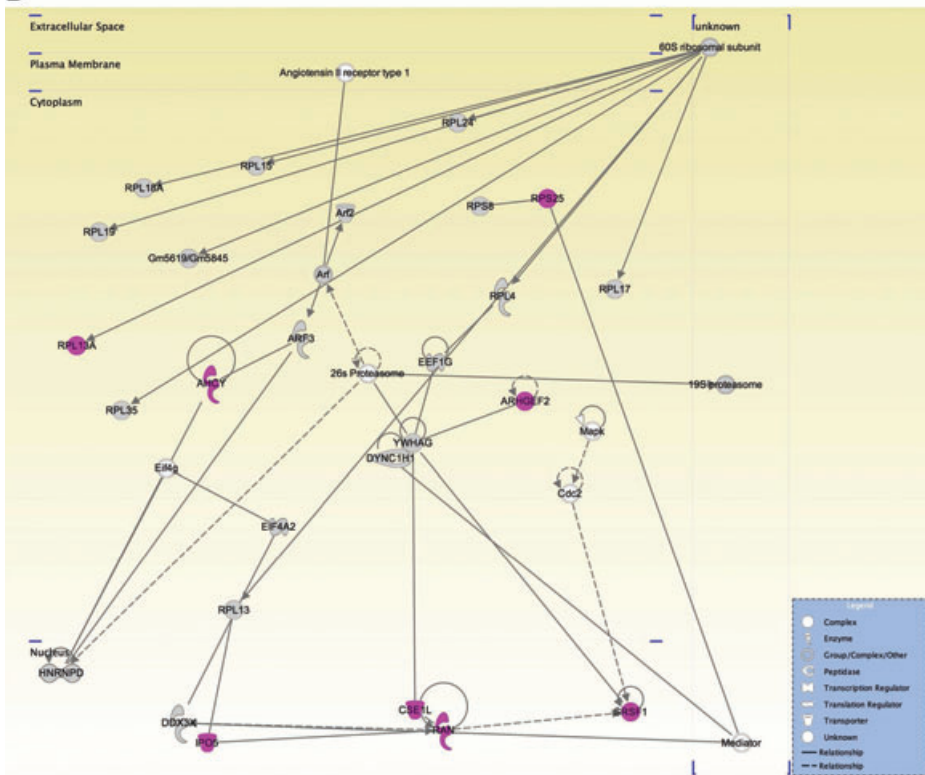 Extracellular Space
unknown
60S ribosomal subunit
Plasma Membrane
Angiotensin II receptor type 1
Cytoplasm
RPL24
RPL15
RPL18A
RPS8
RPS25
Arf2
RPL19
Gm5619/Gm5845
Arf
RPL4
RPL17
ARF3
RPL13A
EEF1G
26s Proteasome
AHCY
19S proteasome
ARHGEF2
RPL35
Mapk
YWHAG
DYNC1H1
Eif4g
Cdc2
EIF4A2
RPL13
Nucleus
HNRNPD
CSE1L
SRSF1
DDX3X
IPO5
Mediator
Legend
Complex
Enzyme
Group/Complex/Other
Peptidase
Transcription Regulator
Translation Regulator
Transporter
Unknown
Relationship
Relationship